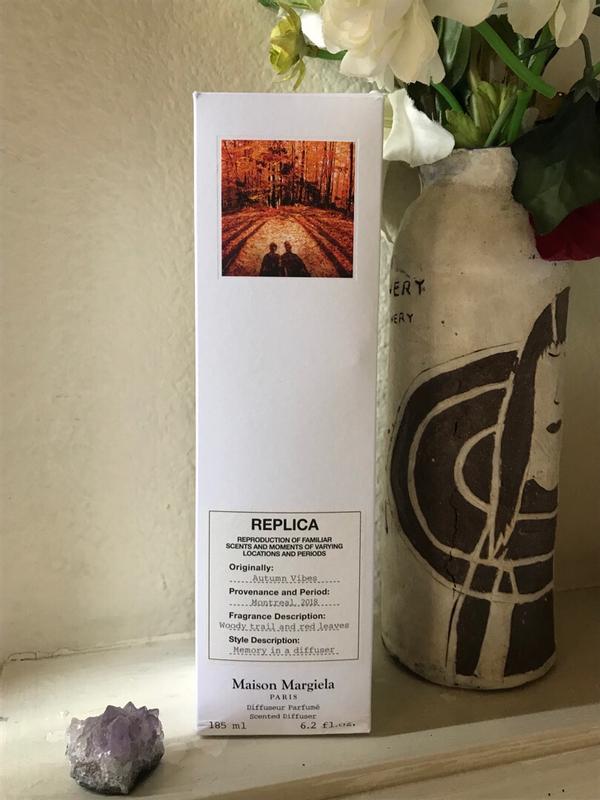 REPLICA
REPRODUCTION OF FAMILIAR
SCENTS AND MOMENTS OF VARYING
LOCATIONS AND PERIODS
Originally:
Autumn Vibes
Provenance and Period:
Montreal, 2018
Fragrance Description:
Woody trail and red leaves
Style Description:
Memory in a diffuser
Maison Margiela
PARIS
Diffuseur Parfumé
Scented Diffuser
185 ml 6.2 fl.oz.